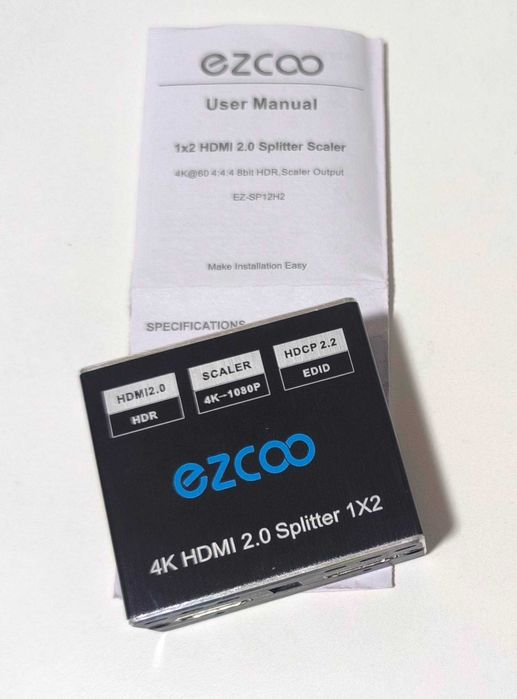 ezcoo
User Manual
1x2 HDMI 2.0 Splitter Scaler
4K@60 4:4:4 8bit HDR,Scaler Output
EZ-SP12H2
Make Installation Easy
SPECIFICATIONS
HDMI2.0
HDR
SCALER
4K-1080P
HDCP 2.2
EDID
ezcoo
4K HDMI 2.0 Splitter 1X2